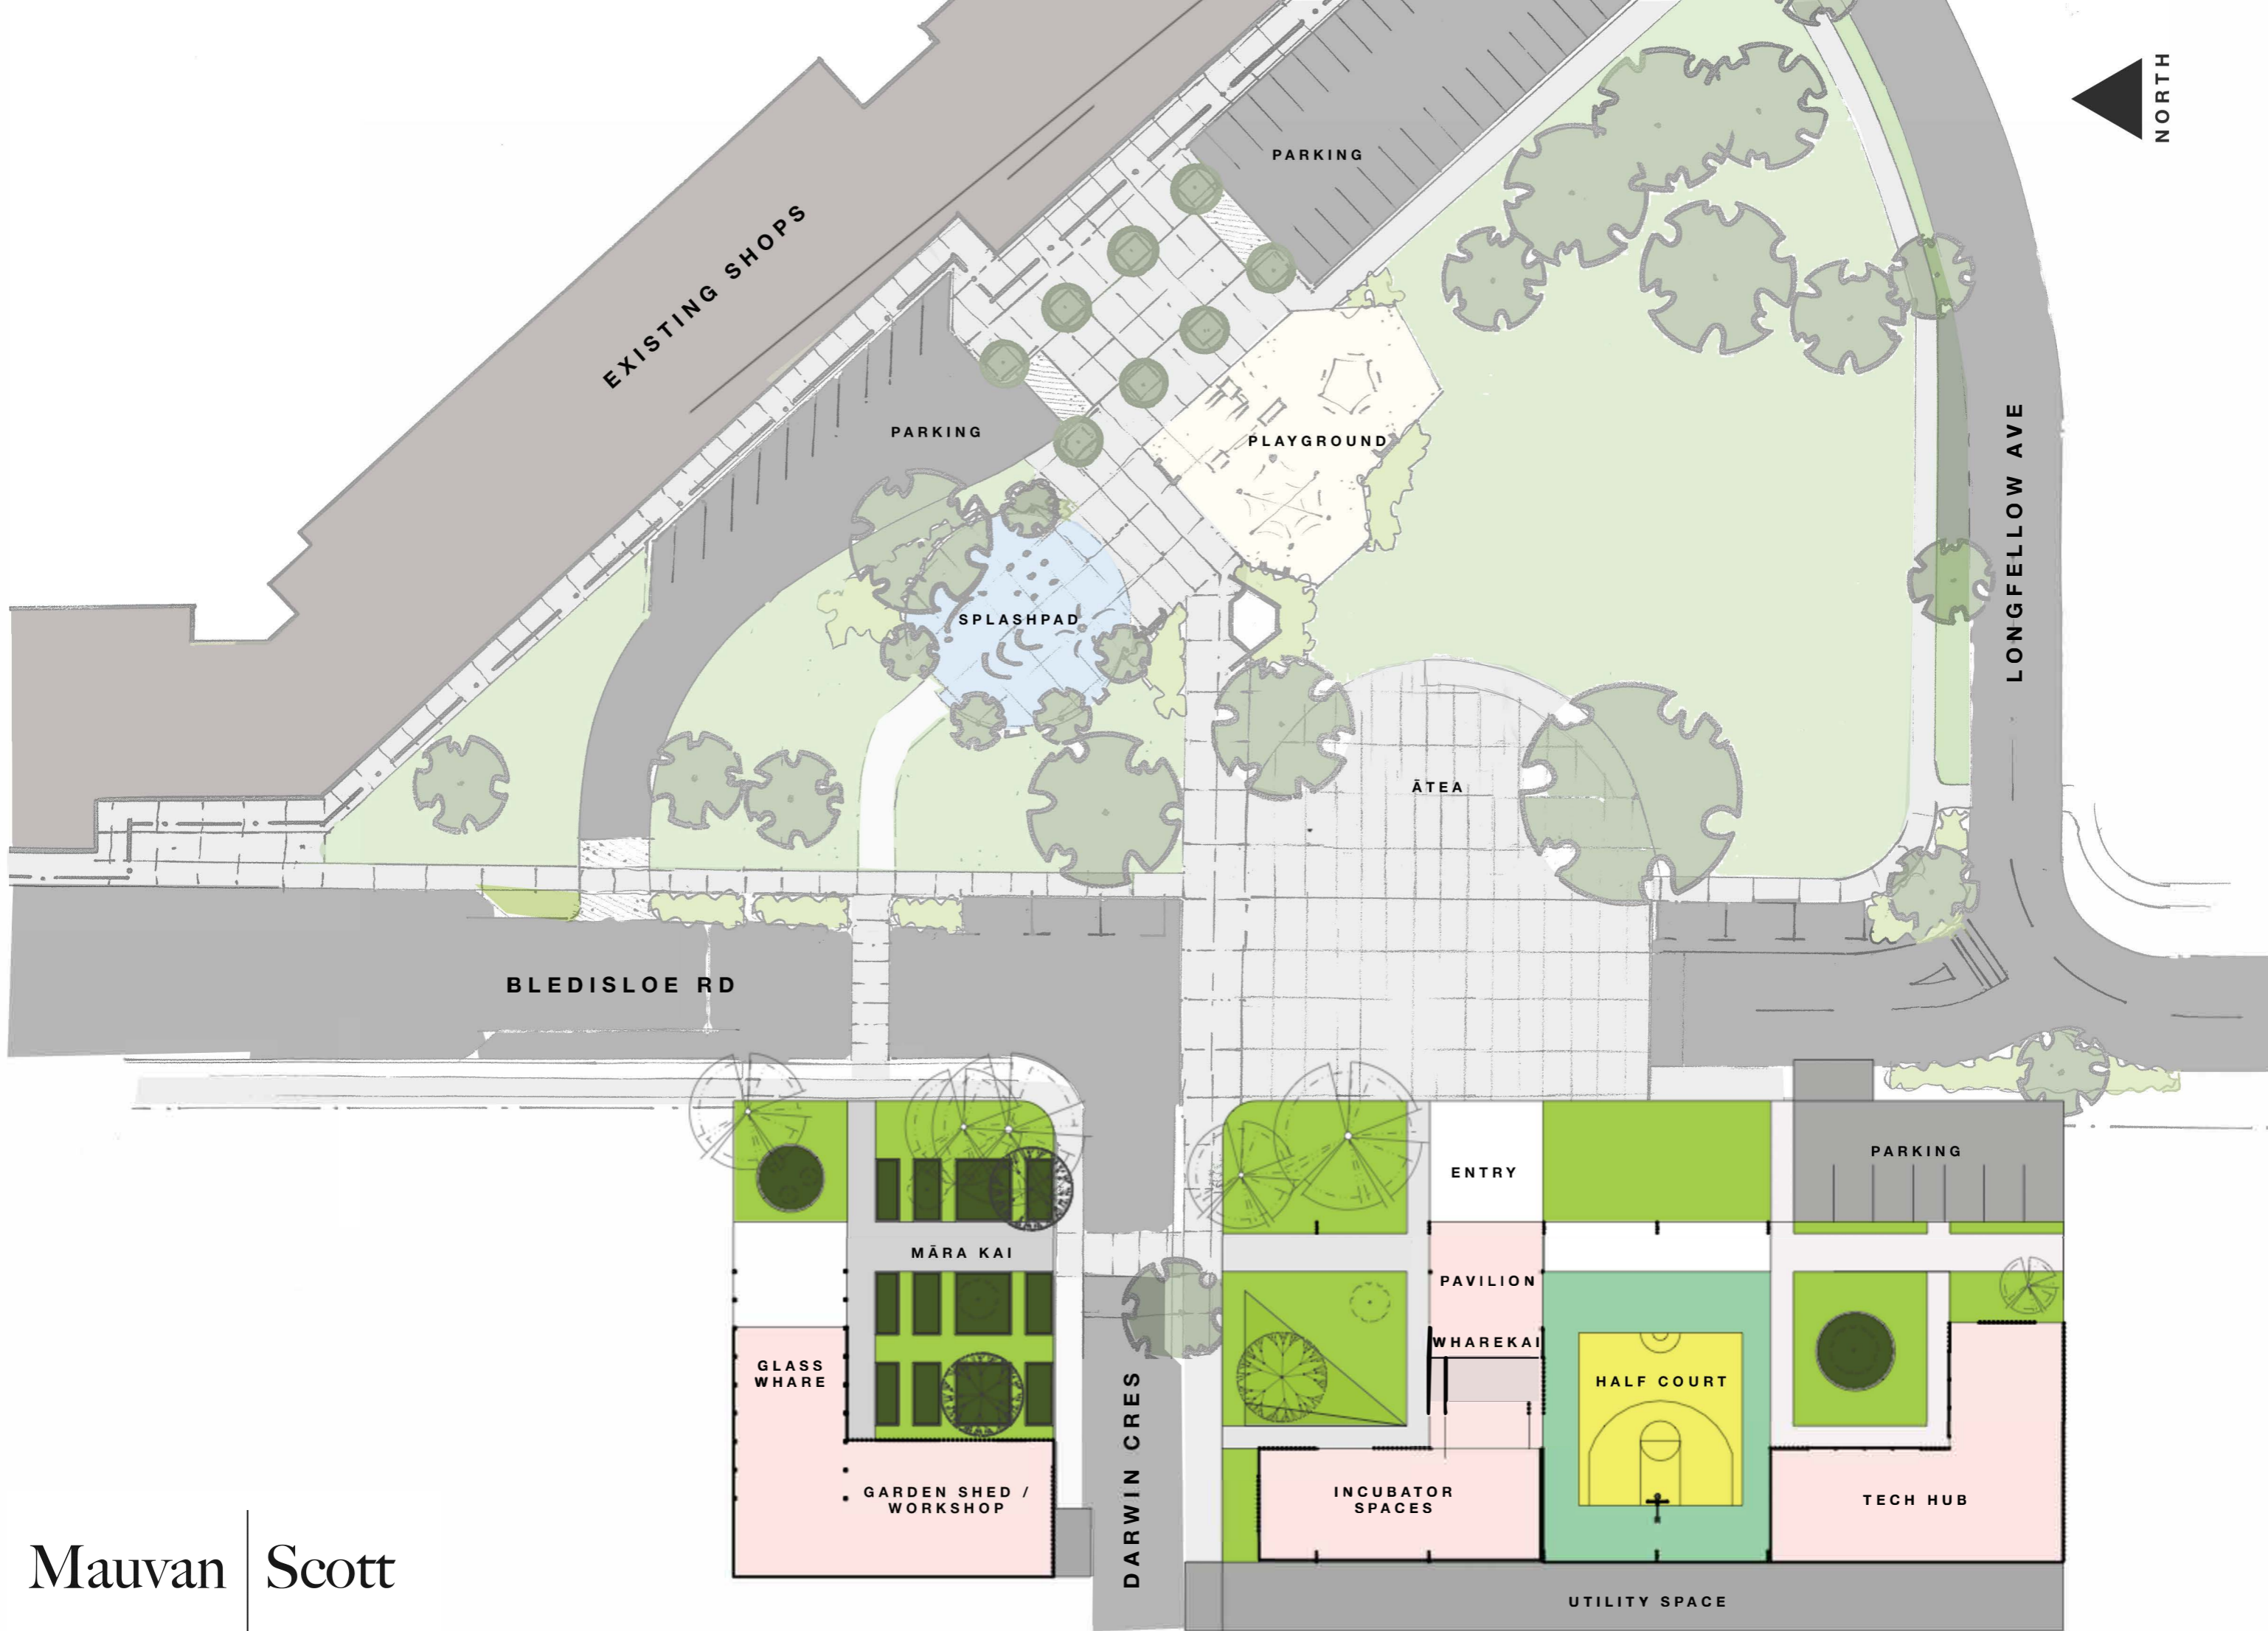 NORTH
PARKING
EXISTING SHOPS
PARKING
PLAYGROUND
LONGFELLOW AVE
SPLASHPAD
ĀTEA
BLEDISLOE RD
PARKING
ENTRY
MĀRA KAI
PAVILION
WHAREKAI
GLASS
WHARE
HALF COURT
DARWIN CRES
GARDEN SHED /
WORKSHOP
INCUBATOR
SPACES
TECH HUB
Mauvan | Scott
UTILITY SPACE